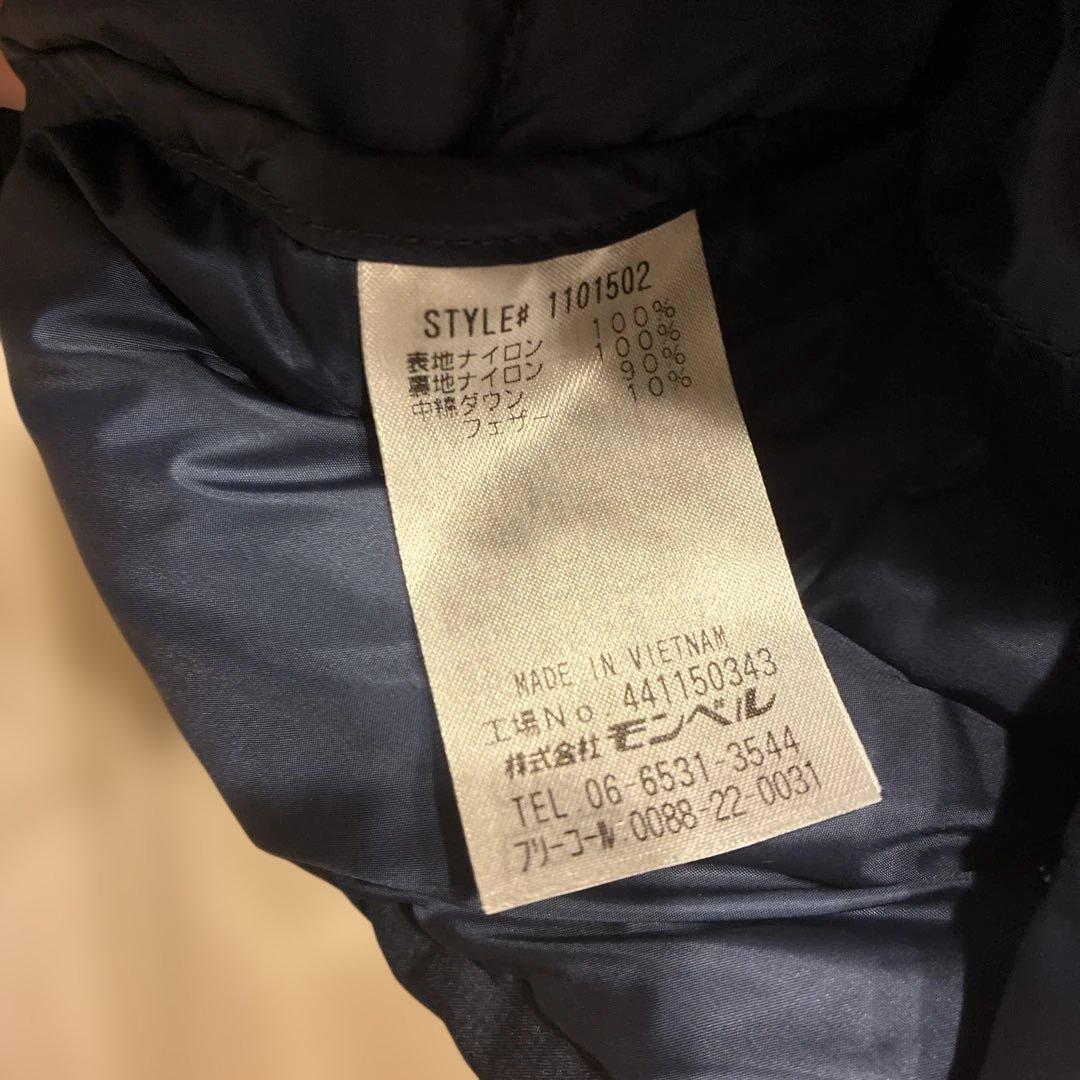 STYLE# 1101502
表地ナイロン 100%
裏地ナイロン 100%
中綿ダウン 90%
フェザー 10%
MADE IN VIETNAM
工場No. 441150343
株式会社 モンベル
TEL.06-6531-3544
フリーコール:0088-22-0031